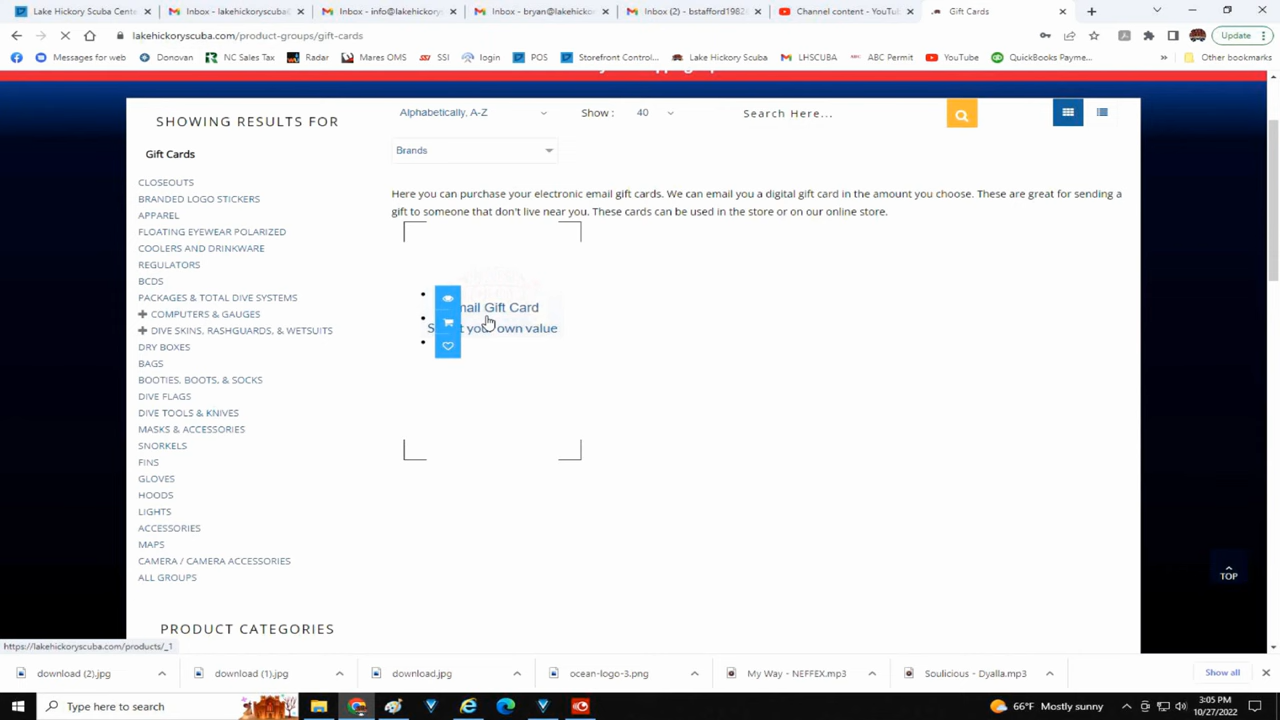 Lake Hickory Scuba Cent
Inbox - lakehickoryscuba
Inbox - info@lakehickory
Inbox - bryan@lakehicko
Inbox (2) - bstafford1982
Channel content - YouTu
Gift Cards
lakehickoryscuba.com/product-groups/gift-cards
Update
Messages for web
Donovan
NC Sales Tax
Radar
Mares OMS
SSI
login
POS
Storefront Control...
Lake Hickory Scuba
LHSCUBA
ABC Permit
YouTube
QuickBooks Payme...
»
Other bookmarks
SHOWING RESULTS FOR
Alphabetically, A-Z
Show :
40
Search Here...
Gift Cards
Brands
CLOSEOUTS
BRANDED LOGO STICKERS
APPAREL
FLOATING EYEWEAR POLARIZED
COOLERS AND DRINKWARE
REGULATORS
BCDS
PACKAGES & TOTAL DIVE SYSTEMS
COMPUTERS & GAUGES
DIVE SKINS, RASHGUARDS, & WETSUITS
DRY BOXES
BAGS
BOOTIES, BOOTS, & SOCKS
DIVE FLAGS
DIVE TOOLS & KNIVES
MASKS & ACCESSORIES
SNORKELS
FINS
GLOVES
HOODS
LIGHTS
ACCESSORIES
MAPS
CAMERA / CAMERA ACCESSORIES
ALL GROUPS
PRODUCT CATEGORIES
Here you can purchase your electronic email gift cards. We can email you a digital gift card in the amount you choose. These are great for sending a
gift to someone that don't live near you. These cards can be used in the store or on our online store.
mail Gift Card
own value
TOP
https://lakehickoryscuba.com/products/_1
download (2).jpg
download (1).jpg
download.jpg
ocean-logo-3.png
My Way - NEFFEX.mp3
Soulicious - Dyalla.mp3
Show all
Type here to search
66°F Mostly sunny
3:05 PM
10/27/2022